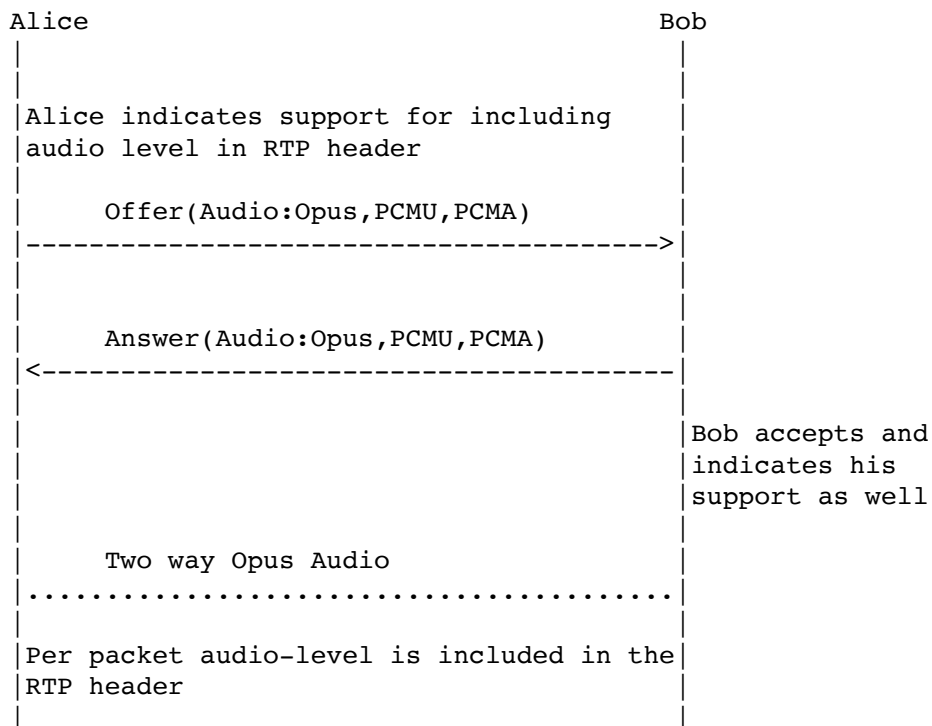 Alice Bob
Alice indicates support for including
audio level in RTP header
Offer(Audio:Opus,PCMU,PCMA)
|---------------------------------------->|
Answer(Audio:Opus,PCMU,PCMA)
|<----------------------------------------|
Bob accepts and
indicates his
support as well
Two way Opus Audio
|.........................................|
Per packet audio-level is included in the
RTP header